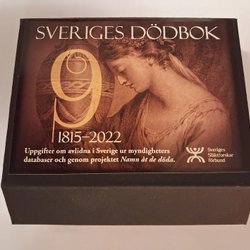 SVERIGES DÖDBOK
9
1815–2022
Uppgifter om avlidna i Sverige ur myndigheters
databaser och genom projektet Namn åt de döda.
Sveriges
Släktforskar
förbund